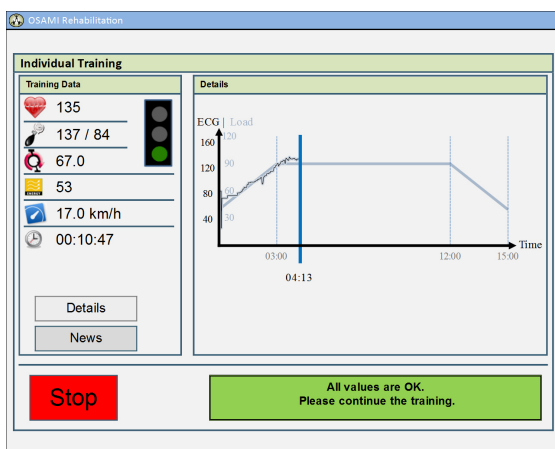 OSAMI Rehabilitation
Individual Training
Training Data
135
137 / 84
67.0
ENERGY
53
17.0 km/h
00:10:47
Details
News
Details
ECG | Load
160 120
120 90
80 60
40 30
Time
03:00 12:00 15:00
04:13
Stop
All values are OK.
Please continue the training.